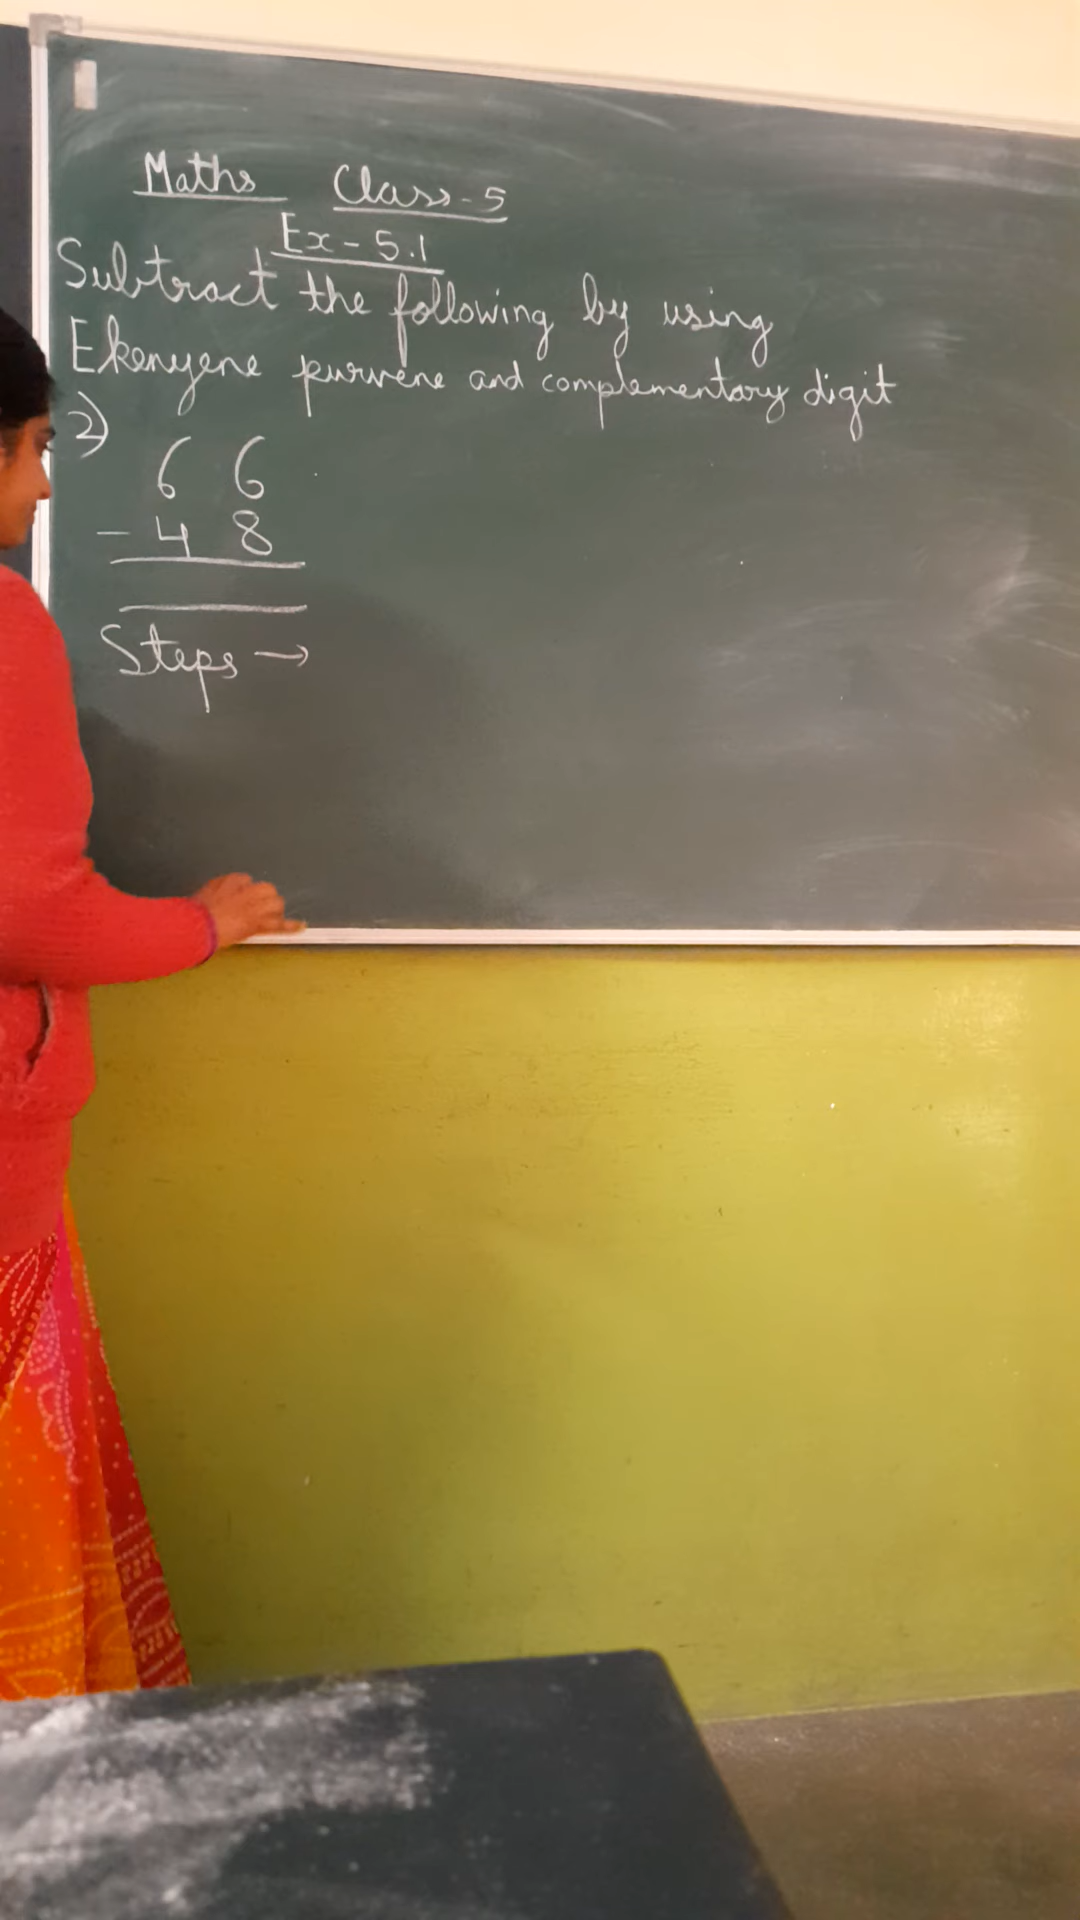 Maths Class-5
Ex-5.1
Subtract the following by using
Ekenyene purvene and complementary digit
2)
6 6
- 4 8
Steps →